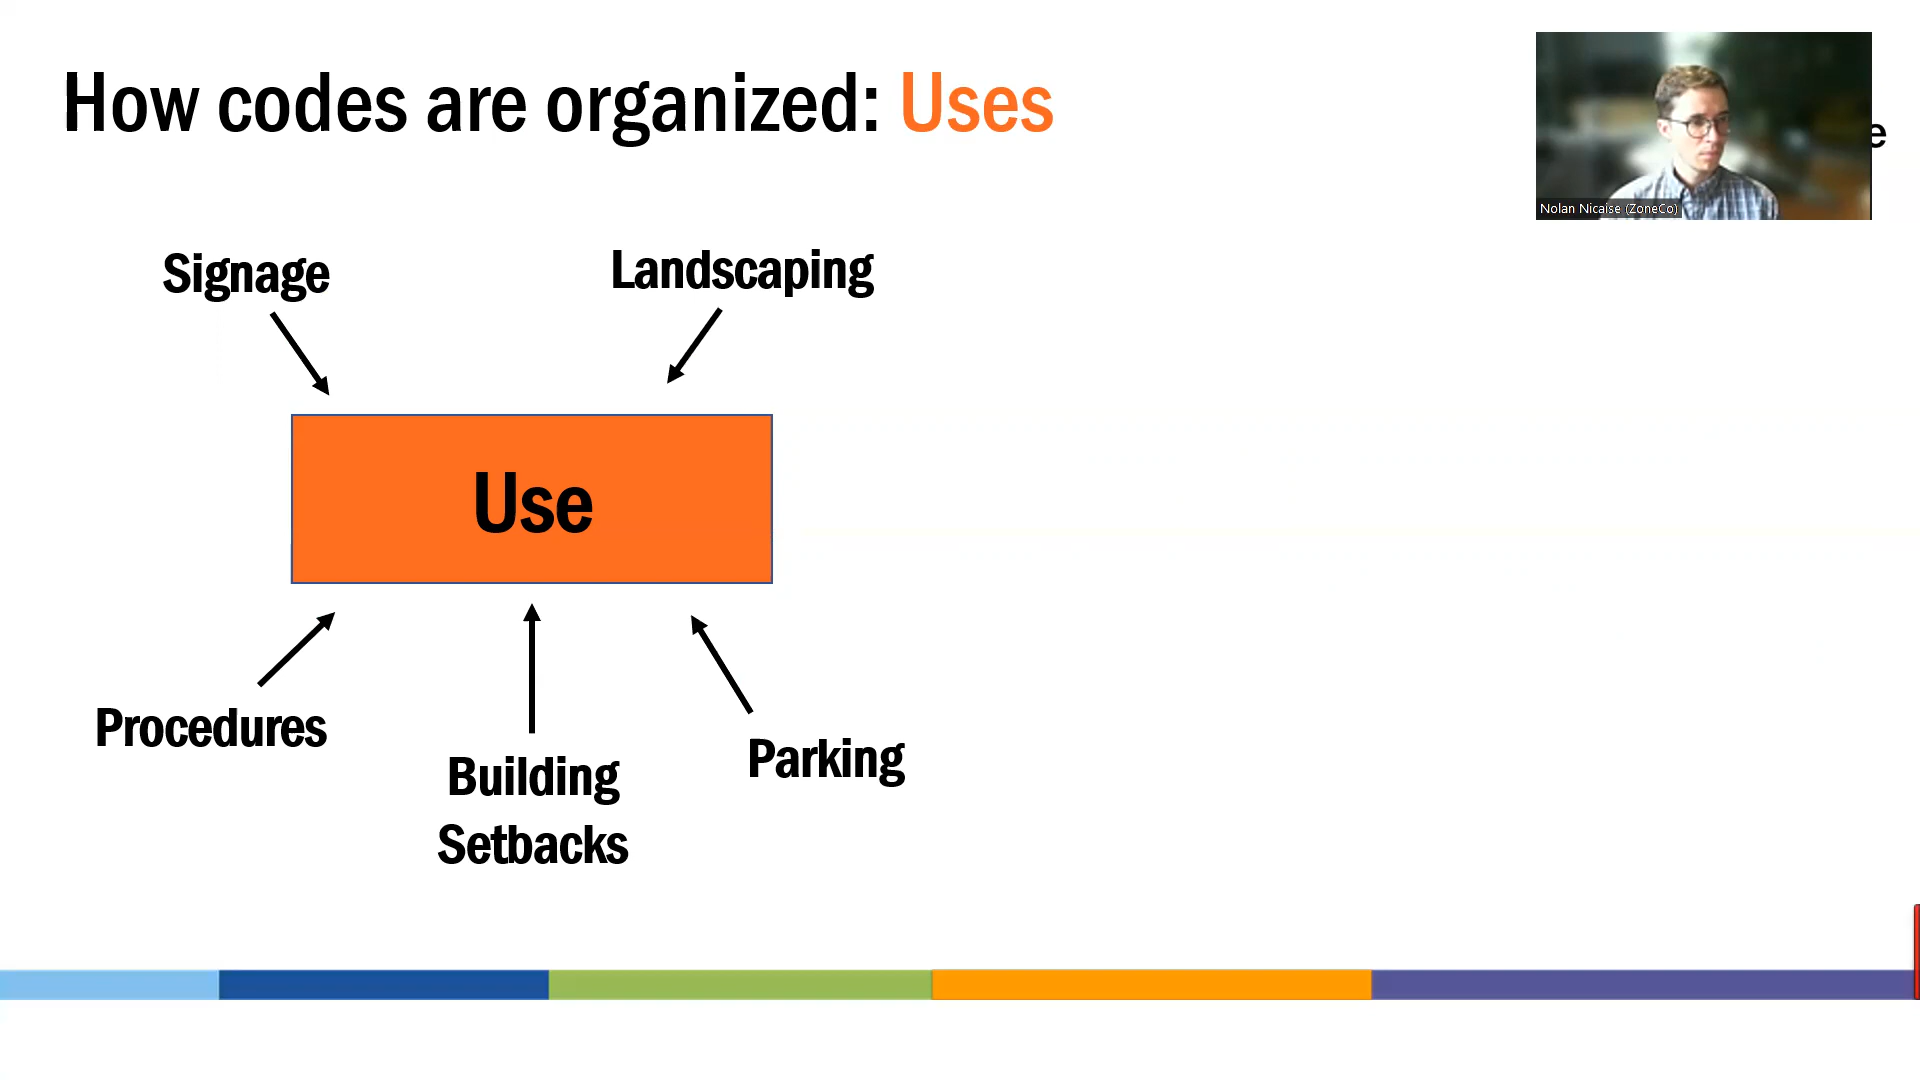 How codes are organized: Uses
e
Nolan Nicaise (ZoneCo)
Signage
Landscaping
Use
Procedures
Building
Setbacks
Parking